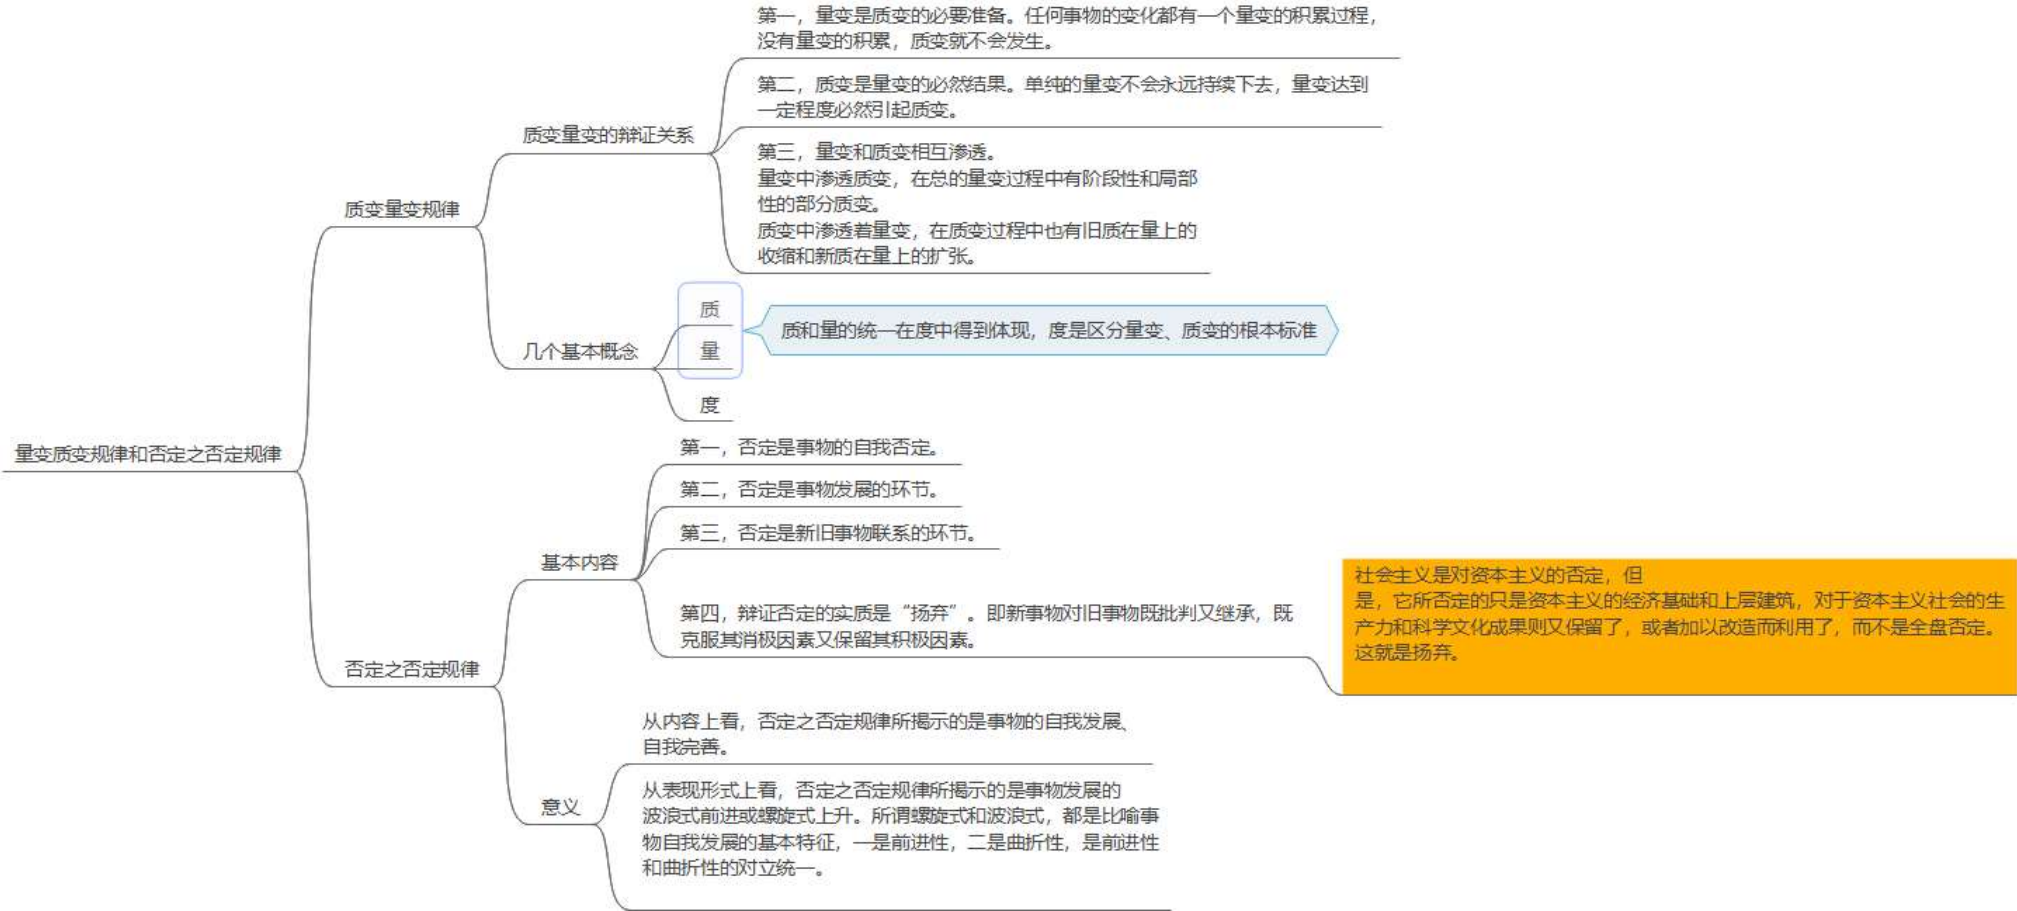 第一，量变是质变的必要准备。任何事物的变化都有一个量变的积累过程，
没有量变的积累，质变就不会发生。
第二，质变是量变的必然结果。单纯的量变不会永远持续下去，量变达到
一定程度必然引起质变。
质变量变的辩证关系
第三，量变和质变相互渗透。
量变中渗透质变，在总的量变过程中有阶段性和局部
性的部分质变。
质变中渗透着量变，在质变过程中也有旧质在量上的
收缩和新质在量上的扩张。
质变量变规律
质
质和量的统一在度中得到体现，度是区分量变、质变的根本标准
几个基本概念
量
度
量变质变规律和否定之否定规律
第一，否定是事物的自我否定。
第二，否定是事物发展的环节。
第三，否定是新旧事物联系的环节。
基本内容
第四，辩证否定的实质是“扬弃”。即新事物对旧事物既批判又继承，既
克服其消极因素又保留其积极因素。
社会主义是对资本主义的否定，但
是，它所否定的只是资本主义的经济基础和上层建筑，对于资本主义社会的生
产力和科学文化成果则又保留了，或者加以改造而利用了，而不是全盘否定。
这就是扬弃。
否定之否定规律
从内容上看，否定之否定规律所揭示的是事物的自我发展、
自我完善。
意义
从表现形式上看，否定之否定规律所揭示的是事物发展的
波浪式前进或螺旋式上升。所谓螺旋式和波浪式，都是比喻事
物自我发展的基本特征，一是前进性，二是曲折性，是前进性
和曲折性的对立统一。